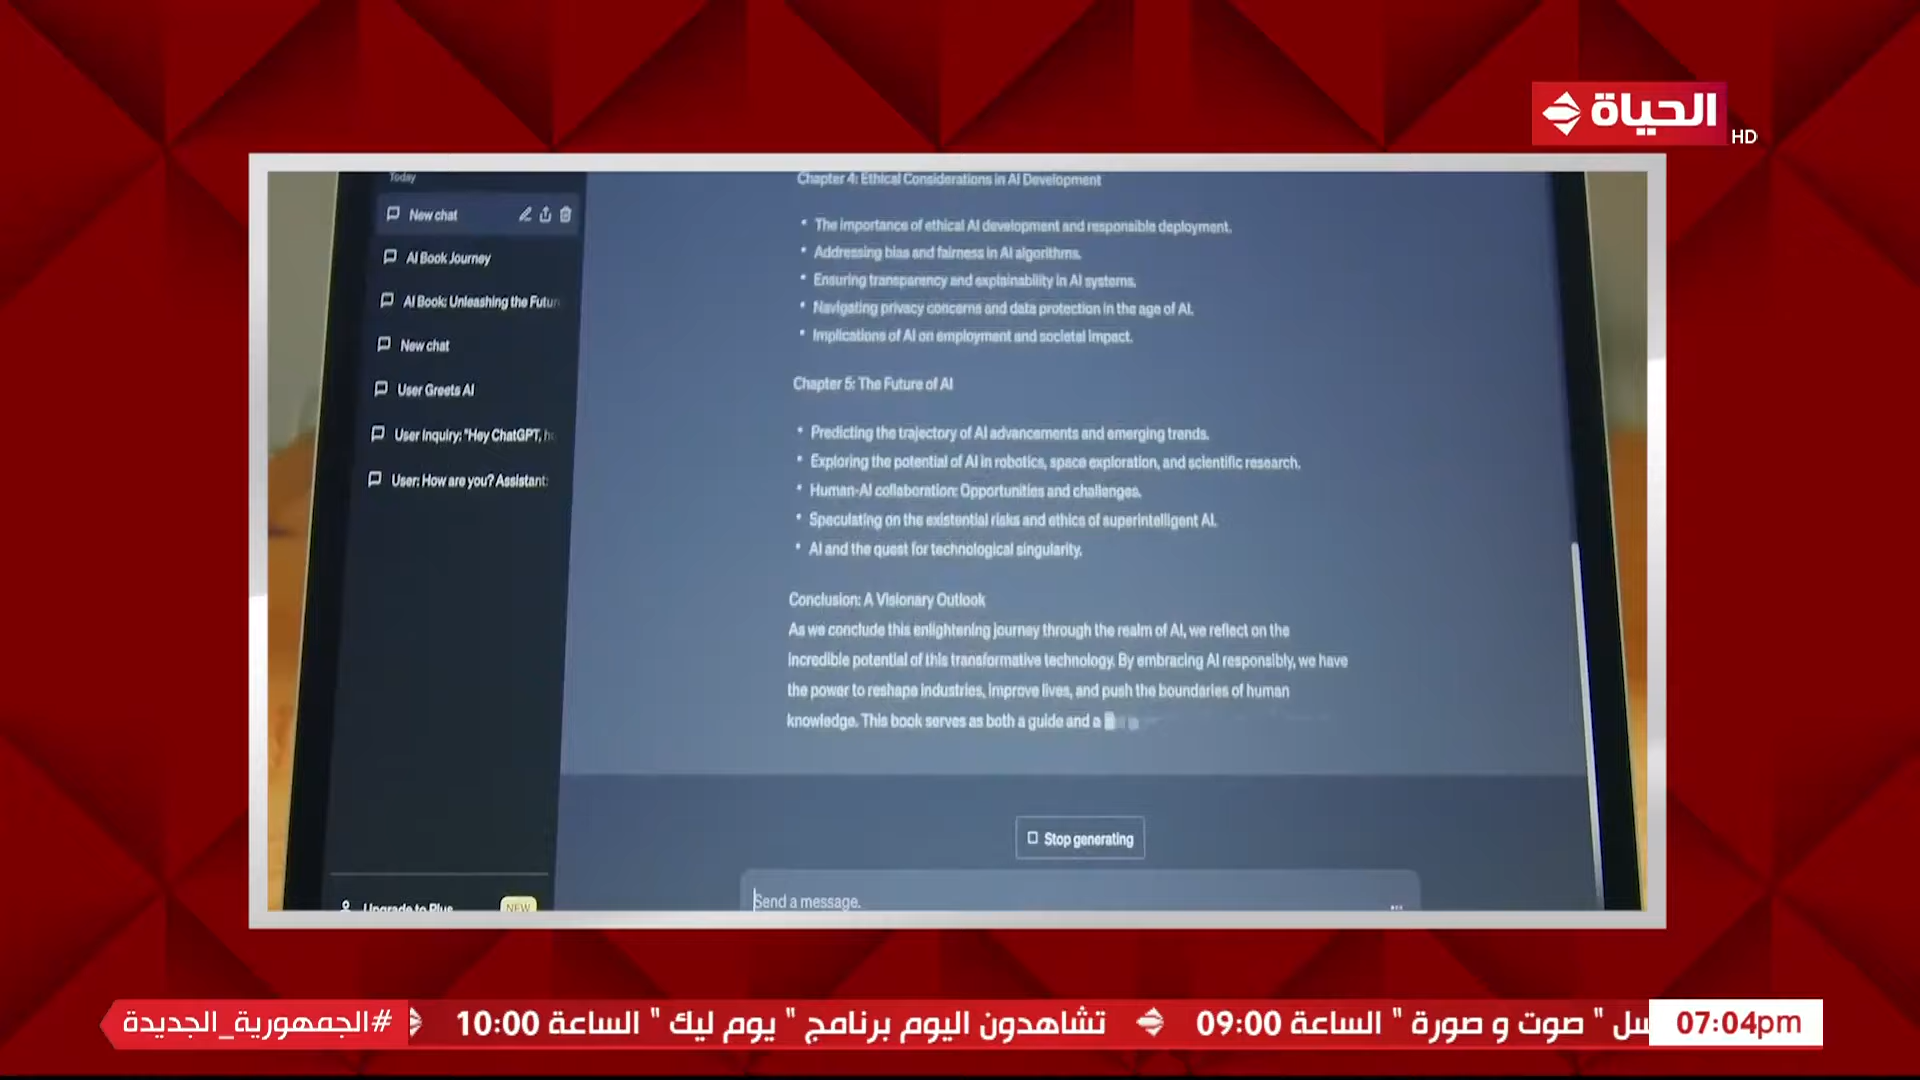 الحياة
HD
Today
New chat
AI Book Journey
AI Book: Unleashing the Futur
New chat
User Greets AI
User Inquiry: "Hey ChatGPT, h
User: How are you? Assistant:
Upgrade to Plus
NEW
Chapter 4: Ethical Considerations in AI Development
• The importance of ethical AI development and responsible deployment.
• Addressing bias and fairness in AI algorithms.
• Ensuring transparency and explainability in AI systems.
• Navigating privacy concerns and data protection in the age of AI.
• Implications of AI on employment and societal impact.
Chapter 5: The Future of AI
• Predicting the trajectory of AI advancements and emerging trends.
• Exploring the potential of AI in robotics, space exploration, and scientific research.
• Human-AI collaboration: Opportunities and challenges.
• Speculating on the existential risks and ethics of superintelligent AI.
• AI and the quest for technological singularity.
Conclusion: A Visionary Outlook
As we conclude this enlightening journey through the realm of AI, we reflect on the
incredible potential of this transformative technology. By embracing AI responsibly, we have
the power to reshape industries, improve lives, and push the boundaries of human
knowledge. This book serves as both a guide and a
Stop generating
Send a message.
07:04pm
سل " صوت و صورة " الساعة 09:00 تشاهدون اليوم برنامج " يوم ليك " الساعة 10:00
#الجمهورية_الجديدة